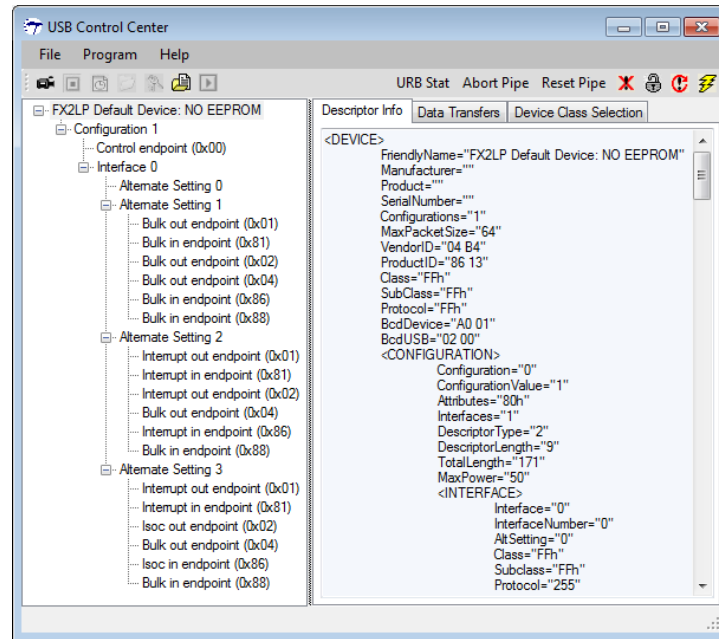 USB Control Center
File Program Help
URB Stat Abort Pipe Reset Pipe
FX2LP Default Device: NO EEPROM
Configuration 1
Control endpoint (0x00)
Interface 0
Alternate Setting 0
Alternate Setting 1
Bulk out endpoint (0x01)
Bulk in endpoint (0x81)
Bulk out endpoint (0x02)
Bulk out endpoint (0x04)
Bulk in endpoint (0x86)
Bulk in endpoint (0x88)
Alternate Setting 2
Interrupt out endpoint (0x01)
Interrupt in endpoint (0x81)
Interrupt out endpoint (0x02)
Bulk out endpoint (0x04)
Interrupt in endpoint (0x86)
Bulk in endpoint (0x88)
Alternate Setting 3
Interrupt out endpoint (0x01)
Interrupt in endpoint (0x81)
Isoc out endpoint (0x02)
Bulk out endpoint (0x04)
Isoc in endpoint (0x86)
Bulk in endpoint (0x88)
Descriptor Info Data Transfers Device Class Selection
<DEVICE>
FriendlyName="FX2LP Default Device: NO EEPROM"
Manufacturer=""
Product=""
SerialNumber=""
Configurations="1"
MaxPacketSize="64"
VendorID="04 B4"
ProductID="86 13"
Class="FFh"
SubClass="FFh"
Protocol="FFh"
BcdDevice="A0 01"
BcdUSB="02 00"
<CONFIGURATION>
Configuration="0"
ConfigurationValue="1"
Attributes="80h"
Interfaces="1"
DescriptorType="2"
DescriptorLength="9"
TotalLength="171"
MaxPower="50"
<INTERFACE>
Interface="0"
InterfaceNumber="0"
AltSetting="0"
Class="FFh"
Subclass="FFh"
Protocol="255"